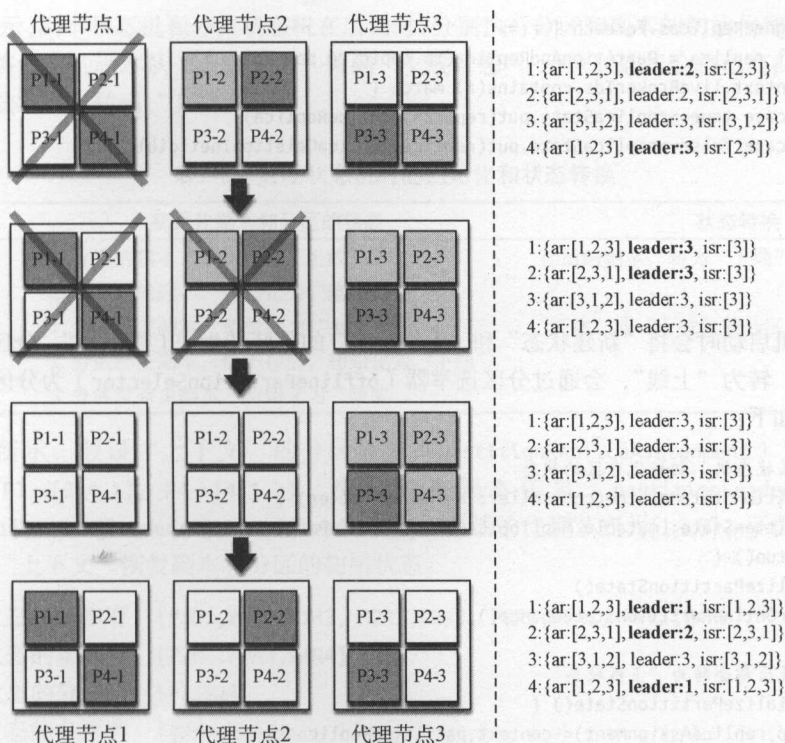 代理节点1 代理节点2 代理节点3
P1-1 P2-1 P1-2 P2-2 P1-3 P2-3
P3-1 P4-1 P3-2 P4-2 P3-3 P4-3
1:{ar:[1,2,3], leader:2, isr:[2,3]}
2:{ar:[2,3,1], leader:2, isr:[2,3,1]}
3:{ar:[3,1,2], leader:3, isr:[3,1,2]}
4:{ar:[1,2,3], leader:3, isr:[2,3]}
P1-1 P2-1 P1-2 P2-2 P1-3 P2-3
P3-1 P4-1 P3-2 P4-2 P3-3 P4-3
1:{ar:[1,2,3], leader:3, isr:[3]}
2:{ar:[2,3,1], leader:3, isr:[3]}
3:{ar:[3,1,2], leader:3, isr:[3]}
4:{ar:[1,2,3], leader:3, isr:[3]}
P1-1 P2-1 P1-2 P2-2 P1-3 P2-3
P3-1 P4-1 P3-2 P4-2 P3-3 P4-3
1:{ar:[1,2,3], leader:3, isr:[3]}
2:{ar:[2,3,1], leader:3, isr:[3]}
3:{ar:[3,1,2], leader:3, isr:[3]}
4:{ar:[1,2,3], leader:3, isr:[3]}
P1-1 P2-1 P1-2 P2-2 P1-3 P2-3
P3-1 P4-1 P3-2 P4-2 P3-3 P4-3
1:{ar:[1,2,3], leader:1, isr:[1,2,3]}
2:{ar:[2,3,1], leader:2, isr:[2,3,1]}
3:{ar:[3,1,2], leader:3, isr:[3,1,2]}
4:{ar:[1,2,3], leader:1, isr:[1,2,3]}
代理节点1 代理节点2 代理节点3